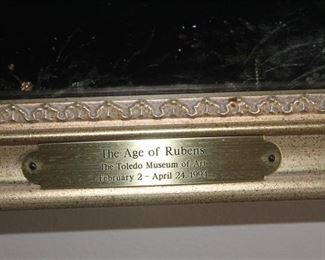 The Age of Rubens
The Toledo Museum of Art
February 2 - April 24, 1994